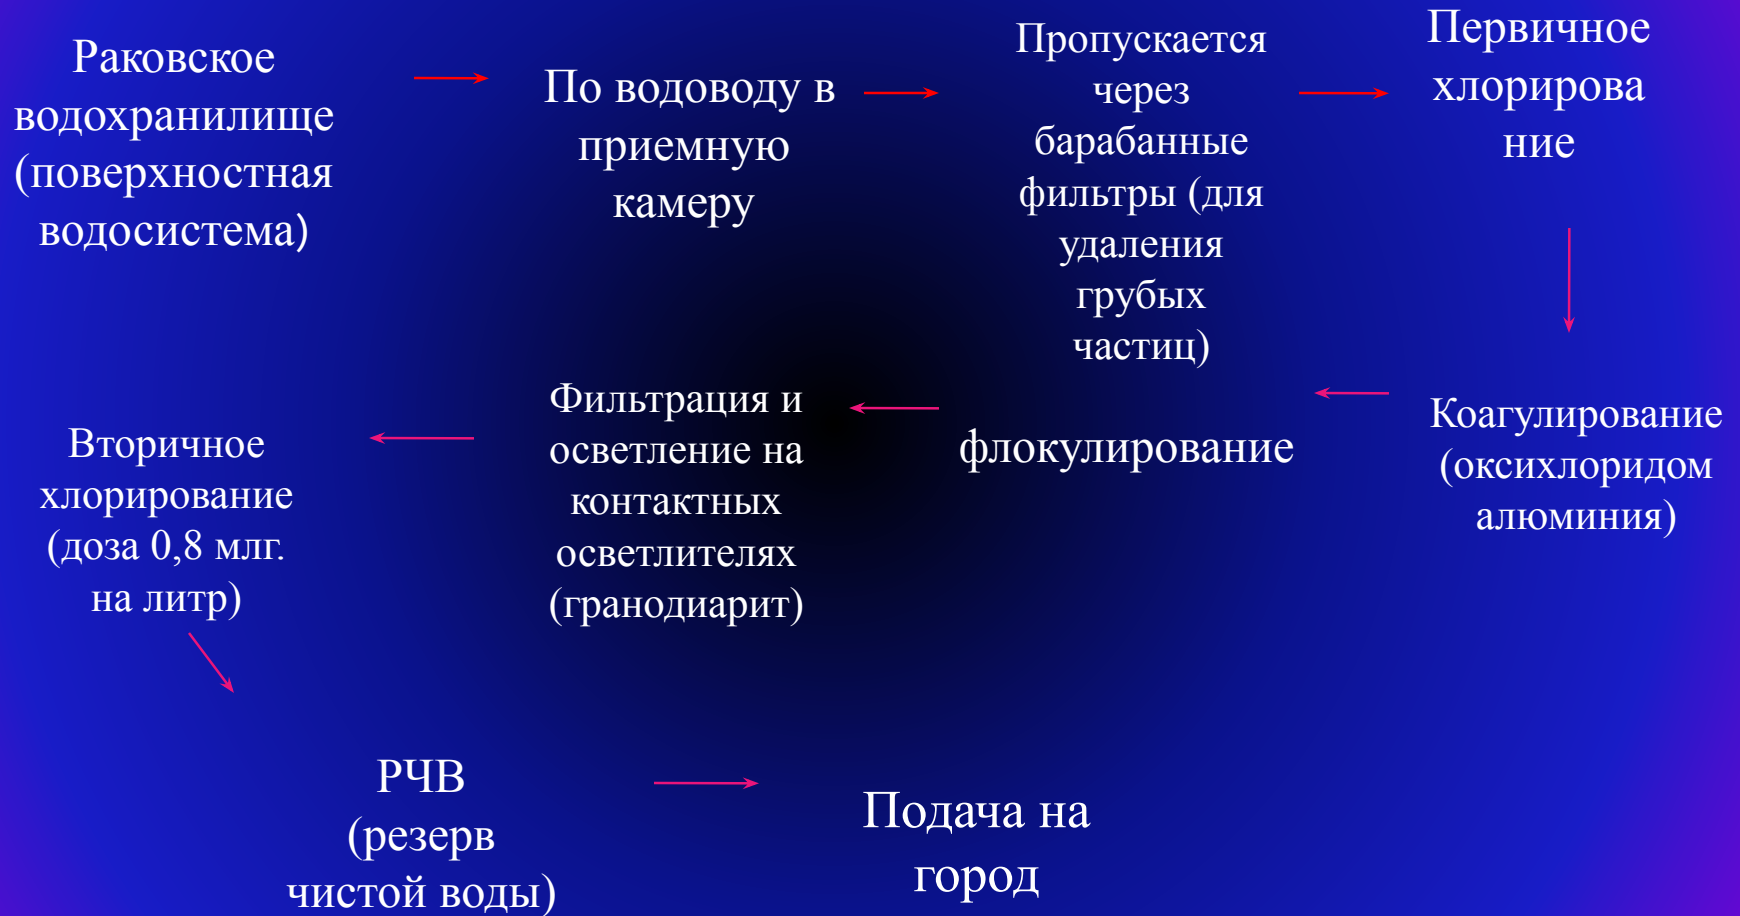 Раковское
водохранилище
(поверхностная
водосистема)
По водоводу в
приемную
камеру
Пропускается
через
барабанные
фильтры (для
удаления
грубых
частиц)
Первичное
хлорирова
ние
Коагулирование
(оксихлоридом
алюминия)
флокулирование
Фильтрация и
осветление на
контактных
осветлителях
(гранодиарит)
Вторичное
хлорирование
(доза 0,8 млг.
на литр)
РЧВ
(резерв
чистой воды)
Подача на
город